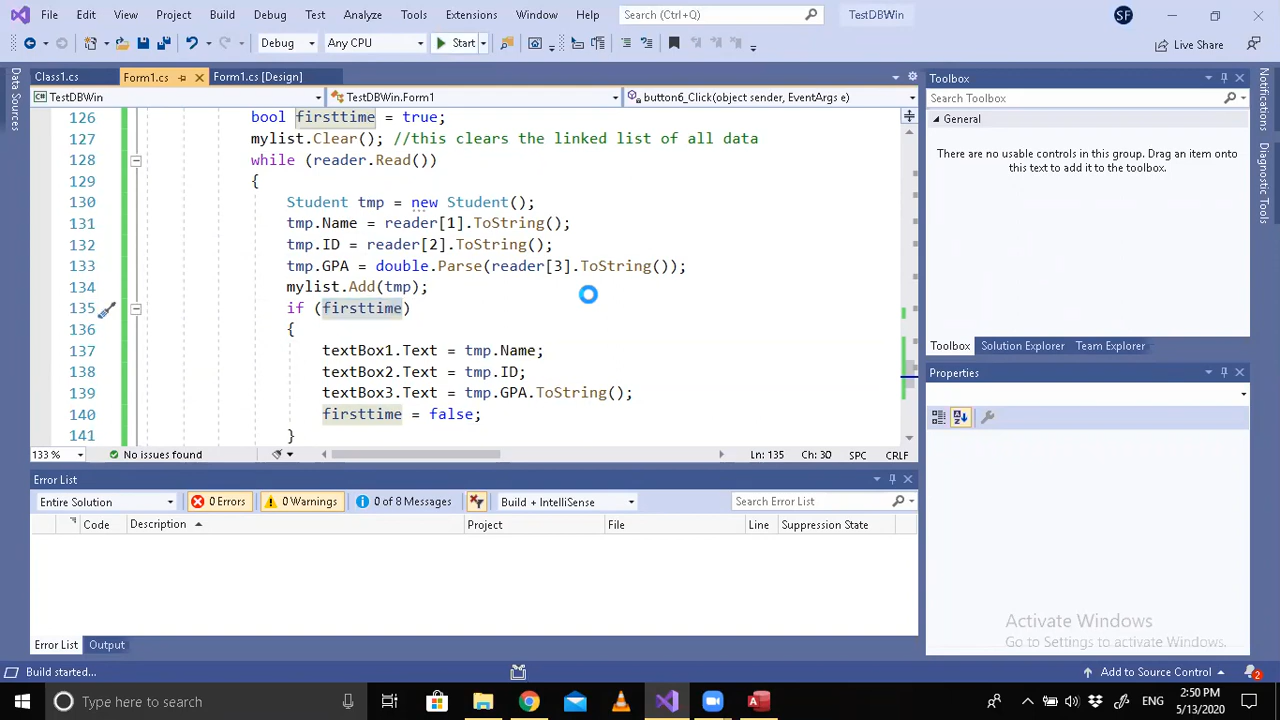 File Edit View Project Build Debug Test Analyze Tools Extensions Window Help Search (Ctrl+Q) TestDBWin SF
Debug Any CPU Start Live Share
Class1.cs Form1.cs Form1.cs [Design]
TestDBWin TestDBWin.Form1 button6_Click(object sender, EventArgs e)
Data Sources
126 bool firsttime = true;
127 mylist.Clear(); //this clears the linked list of all data
128 while (reader.Read())
129 {
130 Student tmp = new Student();
131 tmp.Name = reader[1].ToString();
132 tmp.ID = reader[2].ToString();
133 tmp.GPA = double.Parse(reader[3].ToString());
134 mylist.Add(tmp);
135 if (firsttime)
136 {
137 textBox1.Text = tmp.Name;
138 textBox2.Text = tmp.ID;
139 textBox3.Text = tmp.GPA.ToString();
140 firsttime = false;
141 }
133 % No issues found Ln: 135 Ch: 30 SPC CRLF
Toolbox
Search Toolbox
General
There are no usable controls in this group. Drag an item onto
this text to add it to the toolbox.
Toolbox Solution Explorer Team Explorer
Properties
Notifications
Diagnostic Tools
Error List
Entire Solution 0 Errors 0 Warnings 0 of 8 Messages Build + IntelliSense Search Error List
Code Description Project File Line Suppression State
Error List Output
Activate Windows
Go to Settings to activate Windows.
Build started... Add to Source Control 2
Type here to search ENG 2:50 PM
5/13/2020